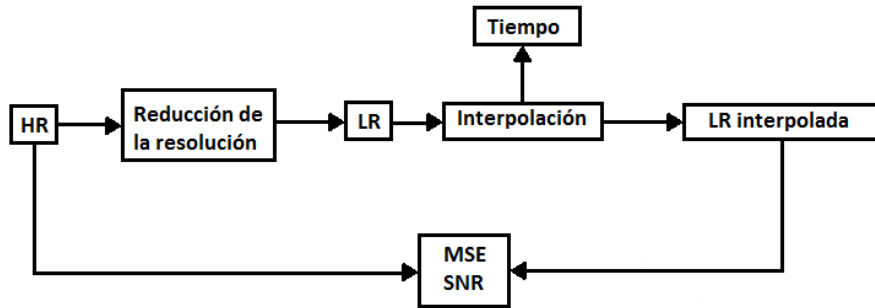 Tiempo
HR
Reducción de
la resolución
LR
Interpolación
LR interpolada
MSE
SNR